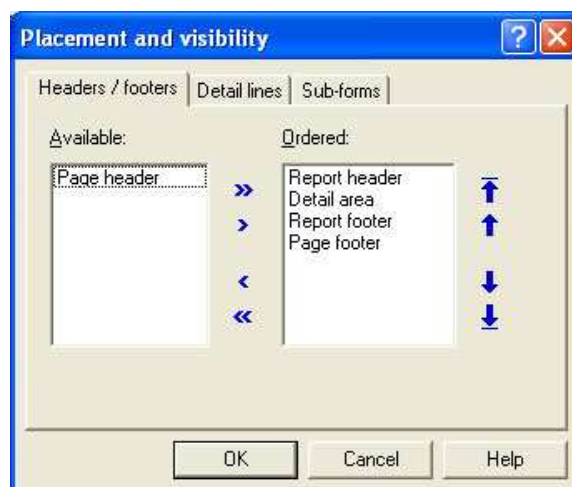 Placement and visibility
Headers / footers
Detail lines
Sub-forms
Available:
Ordered:
Page header
Report header
Detail area
Report footer
Page footer
OK
Cancel
Help